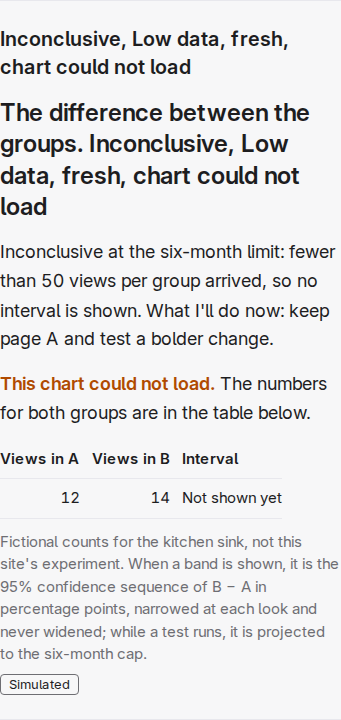 Inconclusive, Low data, fresh,
chart could not load
The difference between the
groups. Inconclusive, Low
data, fresh, chart could not
load
Inconclusive at the six-month limit: fewer
than 50 views per group arrived, so no
interval is shown. What I'll do now: keep
page A and test a bolder change.
This chart could not load. The numbers
for both groups are in the table below.
Views in A Views in B Interval
12 14 Not shown yet
Fictional counts for the kitchen sink, not this
site's experiment. When a band is shown, it is the
95% confidence sequence of B − A in
percentage points, narrowed at each look and
never widened; while a test runs, it is projected
to the six-month cap.
Simulated